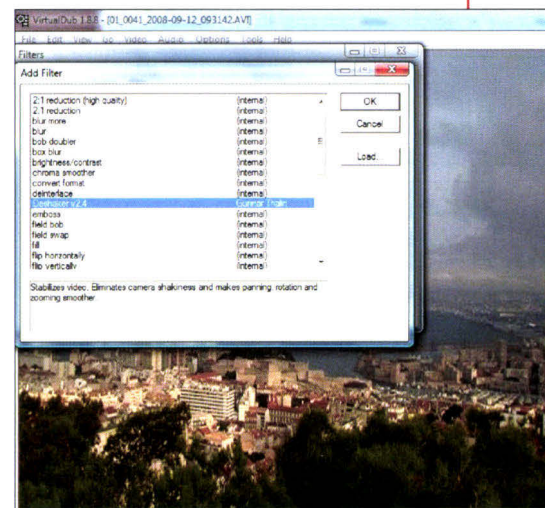 VirtualDub 1.8.8 - [01_0041_2008-09-12_093142.AVI]
File Edit View Go Video Audio Options Tools Help
Filters
Add Filter
2:1 reduction (high quality) (internal)
2:1 reduction (internal)
blur more (internal)
blur (internal)
bob doubler (internal)
box blur (internal)
brightness/contrast (internal)
chroma smoother (internal)
convert format (internal)
deinterlace (internal)
Deshaker v2.4 Gunnar Thalin
emboss (internal)
field bob (internal)
field swap (internal)
fill (internal)
flip horizontally (internal)
flip vertically (internal)
OK
Cancel
Load...
Stabilizes video. Eliminates camera shakiness and makes panning, rotation and
zooming smoother.